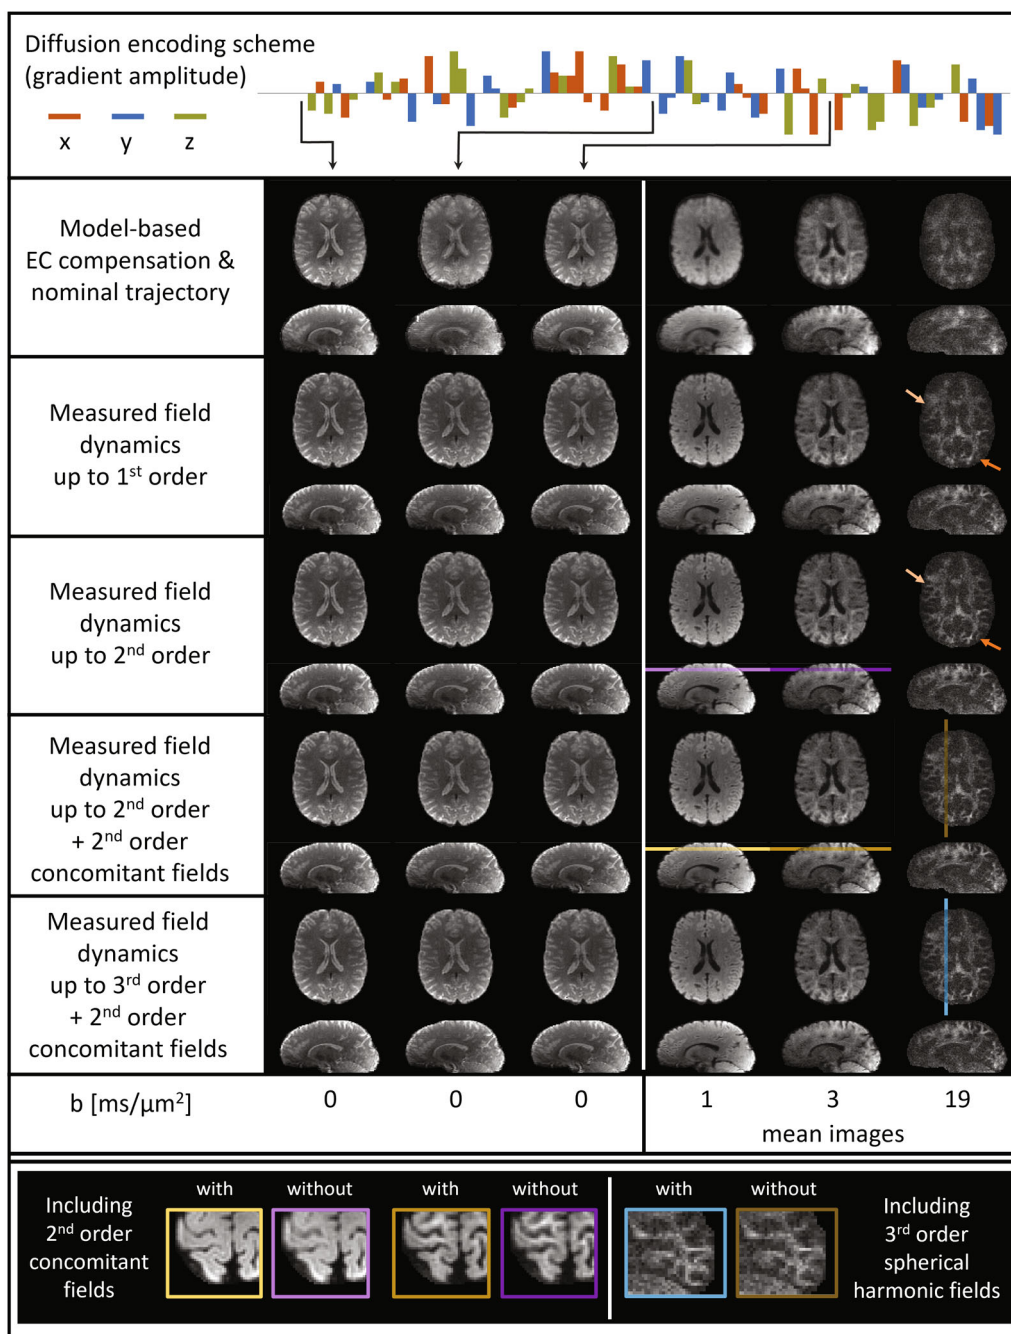 Diffusion encoding scheme
(gradient amplitude)
x y z
Model-based
EC compensation &
nominal trajectory
Measured field
dynamics
up to 1st order
Measured field
dynamics
up to 2nd order
Measured field
dynamics
up to 2nd order
+ 2nd order
concomitant fields
Measured field
dynamics
up to 3rd order
+ 2nd order
concomitant fields
b [ms/µm²] 0 0 0 1 3 19
mean images
Including
2nd order
concomitant
fields
with without with without
with without
Including
3rd order
spherical
harmonic fields